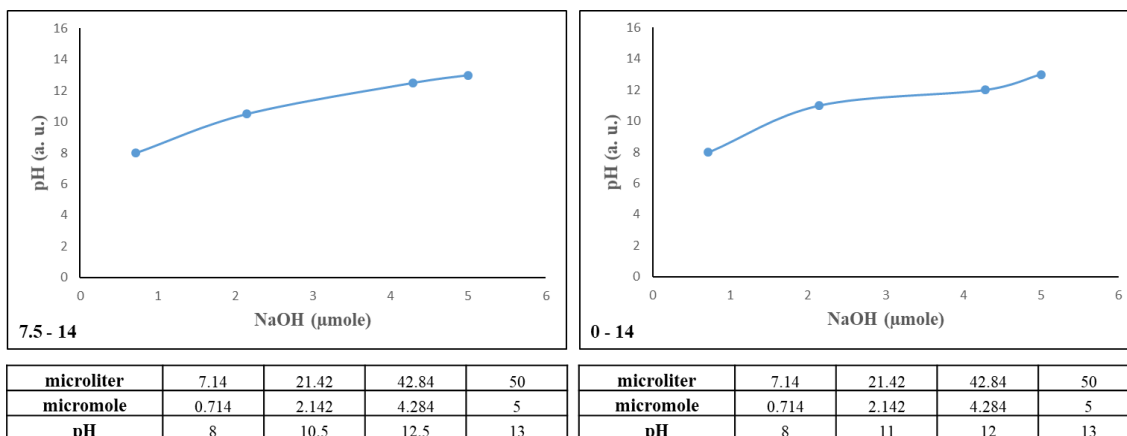 16
14
12
10
8
6
4
2
0
pH (a. u.)
0 1 2 3 4 5 6
NaOH (µmole)
7.5 - 14
16
14
12
10
8
6
4
2
0
pH (a. u.)
0 1 2 3 4 5 6
NaOH (µmole)
0 - 14
microliter 7.14 21.42 42.84 50
micromole 0.714 2.142 4.284 5
pH 8 10.5 12.5 13
microliter 7.14 21.42 42.84 50
micromole 0.714 2.142 4.284 5
pH 8 11 12 13